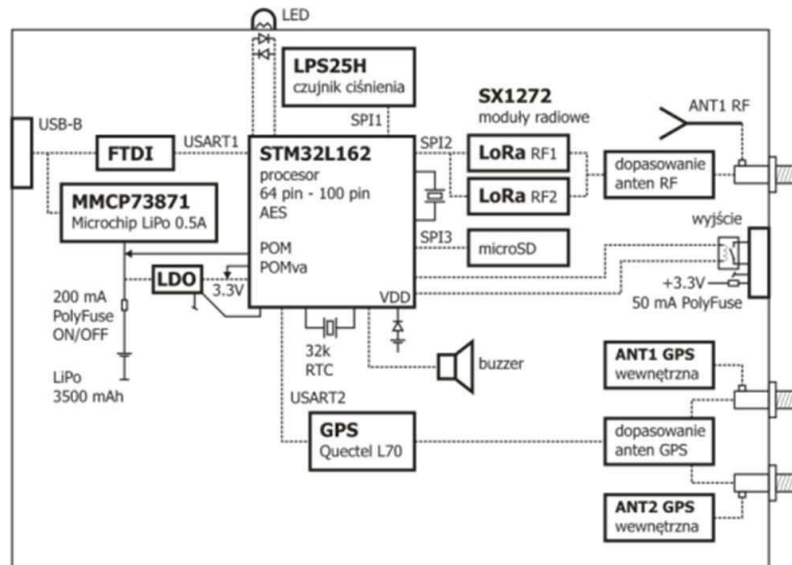 LED
LPS25H
czujnik ciśnienia
SPI1
SX1272
moduły radiowe
ANT1 RF
USB-B
FTDI
USART1
STM32L162
procesor
64 pin - 100 pin
AES
SPI2
LoRa RF1
LoRa RF2
dopasowanie
anten RF
MMCP73871
Microchip LiPo 0.5A
POM
POMva
SPI3
microSD
wyjście
LDO
3.3V
VDD
+3.3V
50 mA PolyFuse
200 mA
PolyFuse
ON/OFF
LiPo
3500 mAh
32k
RTC
buzzer
USART2
GPS
Quectel L70
ANT1 GPS
wewnętrzna
dopasowanie
anten GPS
ANT2 GPS
wewnętrzna